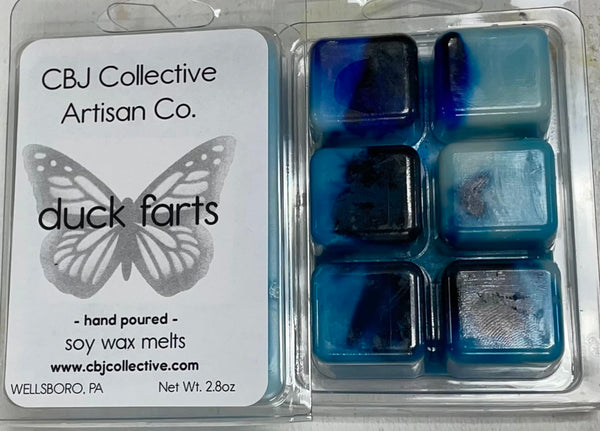 CBJ Collective
Artisan Co.
duck farts
- hand poured -
soy wax melts
www.cbjcollective.com
WELLSBORO, PA Net Wt. 2.8oz